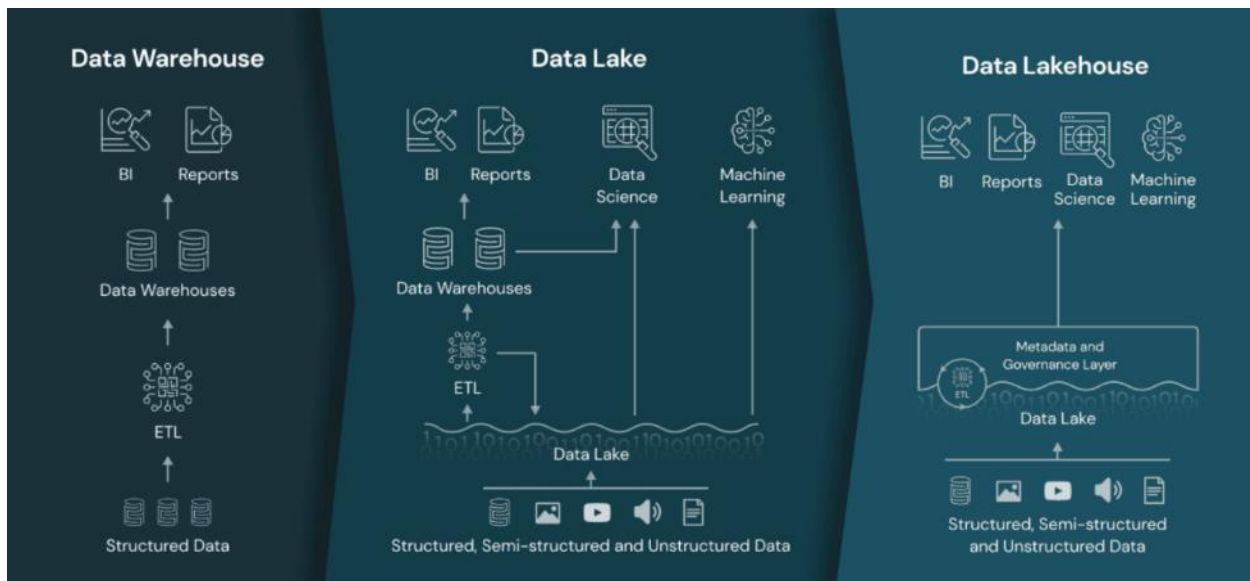 Data Warehouse
BI
Reports
Data Warehouses
ETL
Structured Data
Data Lake
BI
Reports
Data
Science
Machine
Learning
Data Warehouses
ETL
Data Lake
Structured, Semi-structured and Unstructured Data
Data Lakehouse
BI
Reports
Data
Science
Machine
Learning
Metadata and
Governance Layer
ETL
Data Lake
Structured, Semi-structured
and Unstructured Data